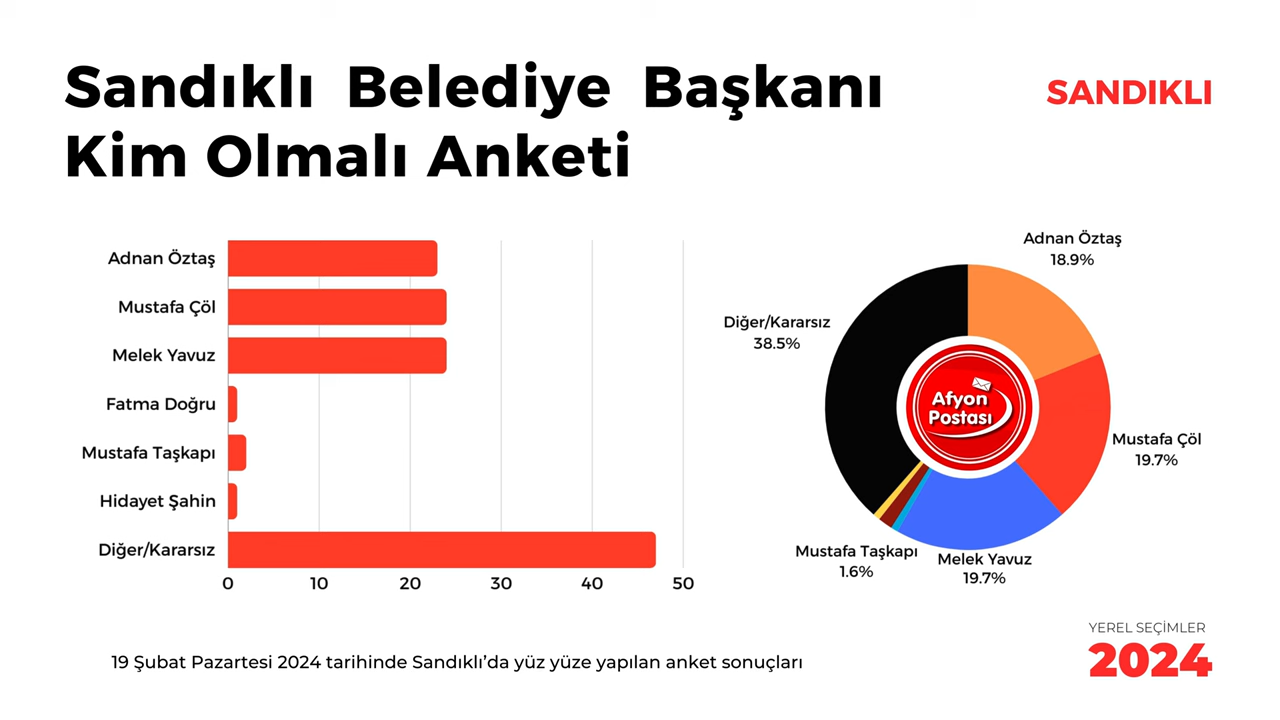 Sandıklı Belediye Başkanı
Kim Olmalı Anketi
SANDIKLI
Adnan Öztaş
Mustafa Çöl
Melek Yavuz
Fatma Doğru
Mustafa Taşkapı
Hidayet Şahin
Diğer/Kararsız
0 10 20 30 40 50
Adnan Öztaş
18.9%
Diğer/Kararsız
38.5%
Afyon
Postası
Mustafa Çöl
19.7%
Mustafa Taşkapı
1.6%
Melek Yavuz
19.7%
19 Şubat Pazartesi 2024 tarihinde Sandıklı'da yüz yüze yapılan anket sonuçları
YEREL SEÇİMLER
2024